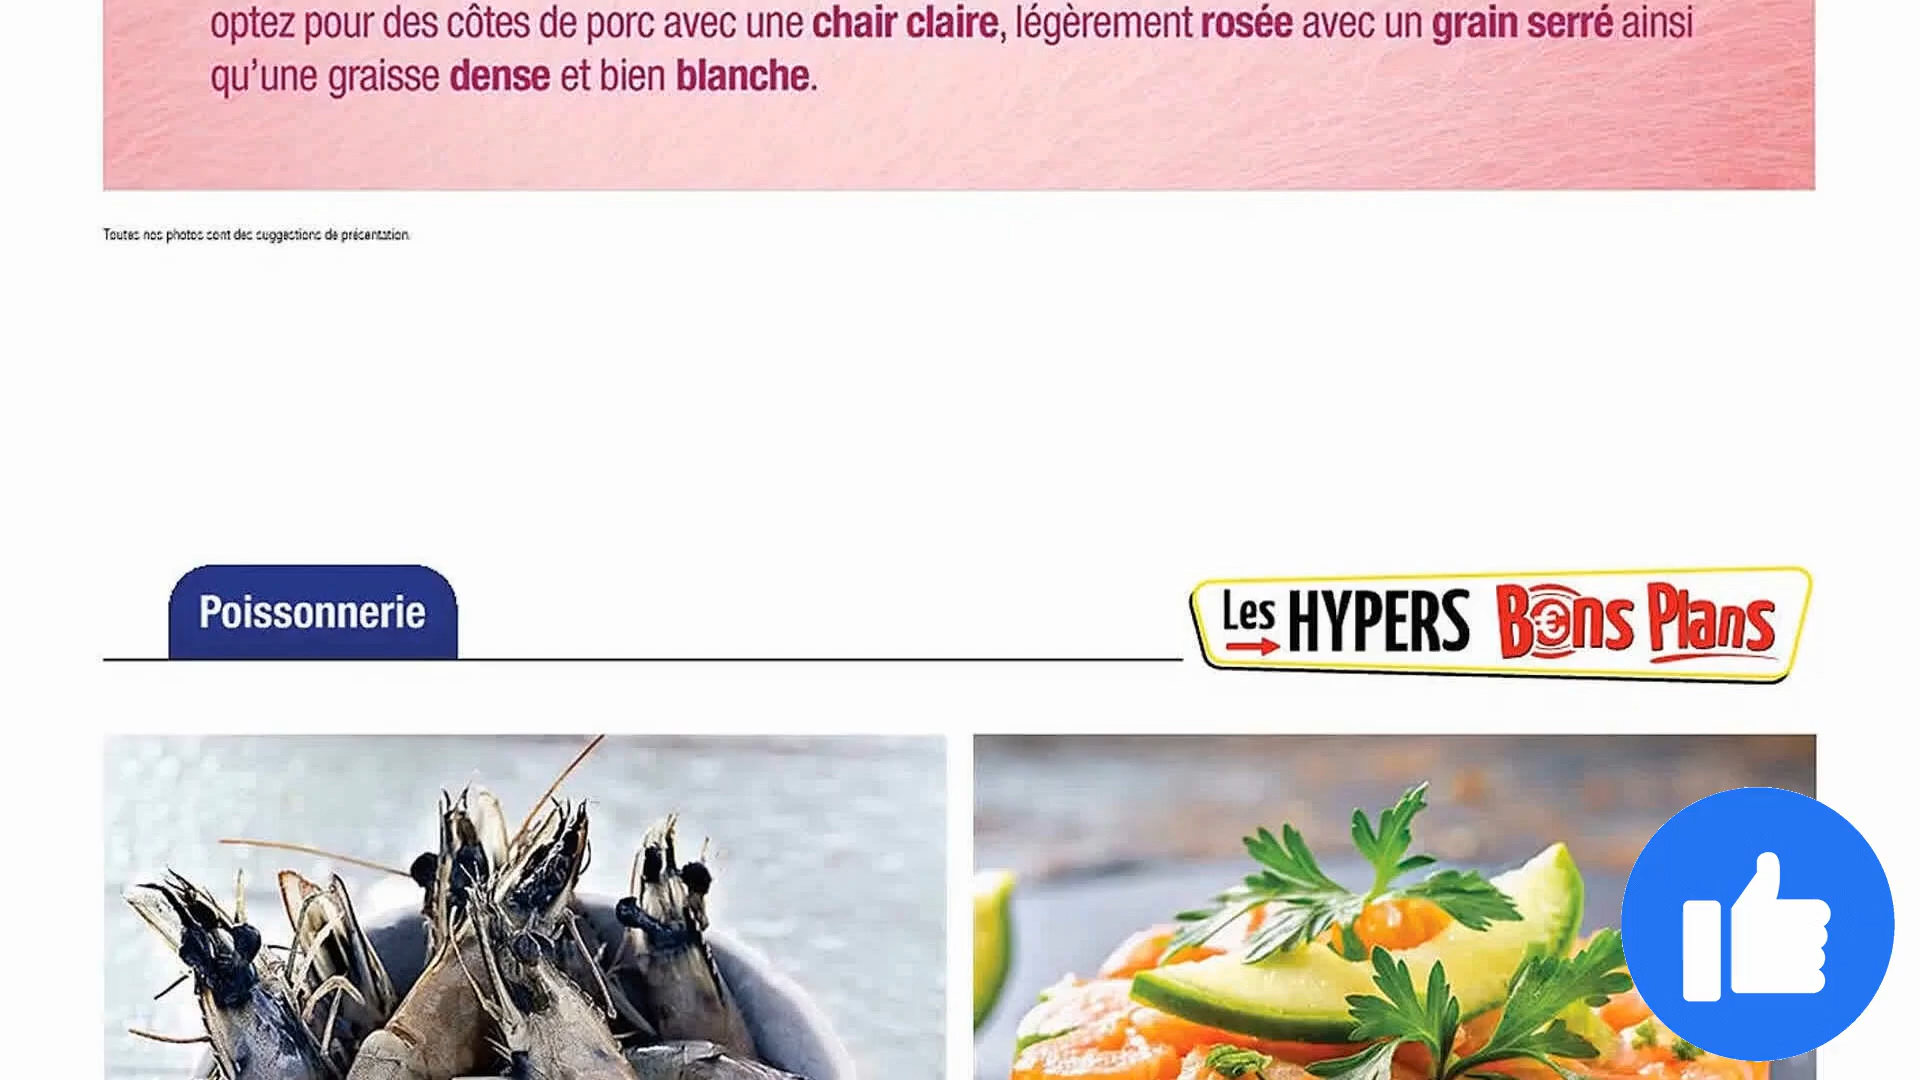 optez pour des côtes de porc avec une chair claire, légèrement rosée avec un grain serré ainsi
qu’une graisse dense et bien blanche.
Toutes nos photos sont des suggestions de présentation.
Poissonnerie
Les HYPERS Bons Plans